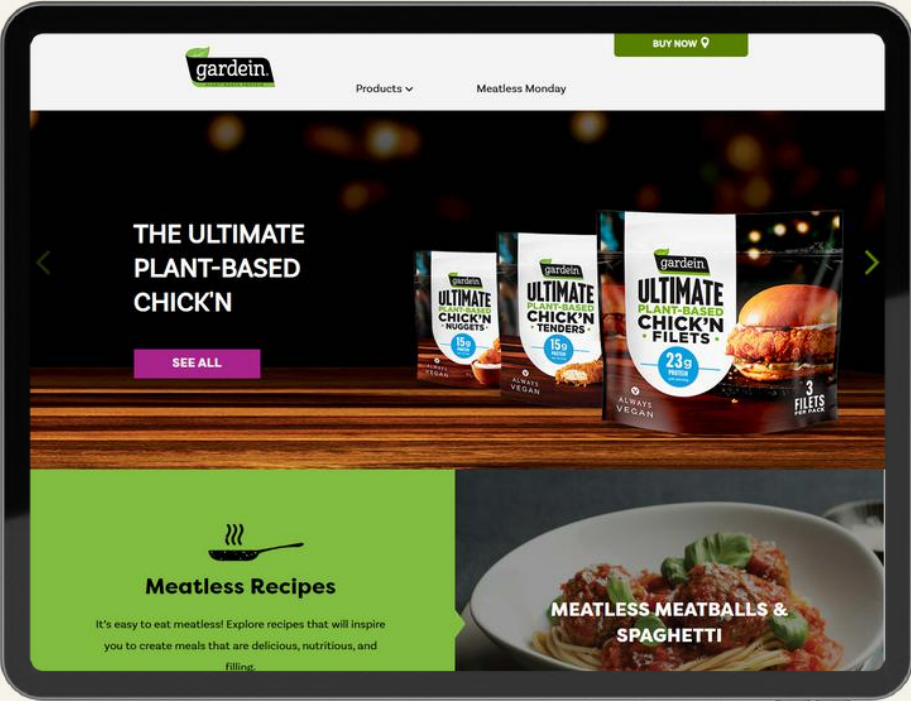 BUY NOW
gardein.
Products
Meatless Monday
THE ULTIMATE
PLANT-BASED
CHICK'N
SEE ALL
gardein
ULTIMATE
PLANT-BASED
CHICK'N
NUGGETS
15g
PROTEIN
ALWAYS
VEGAN
gardein
ULTIMATE
PLANT-BASED
CHICK'N
TENDERS
15g
PROTEIN
ALWAYS
VEGAN
gardein
ULTIMATE
PLANT-BASED
CHICK'N
FILETS
23g
PROTEIN
ALWAYS
VEGAN
3
FILETS
PER PACK
Meatless Recipes
It's easy to eat meatless! Explore recipes that will inspire
you to create meals that are delicious, nutritious, and
filling.
MEATLESS MEATBALLS &
SPAGHETTI